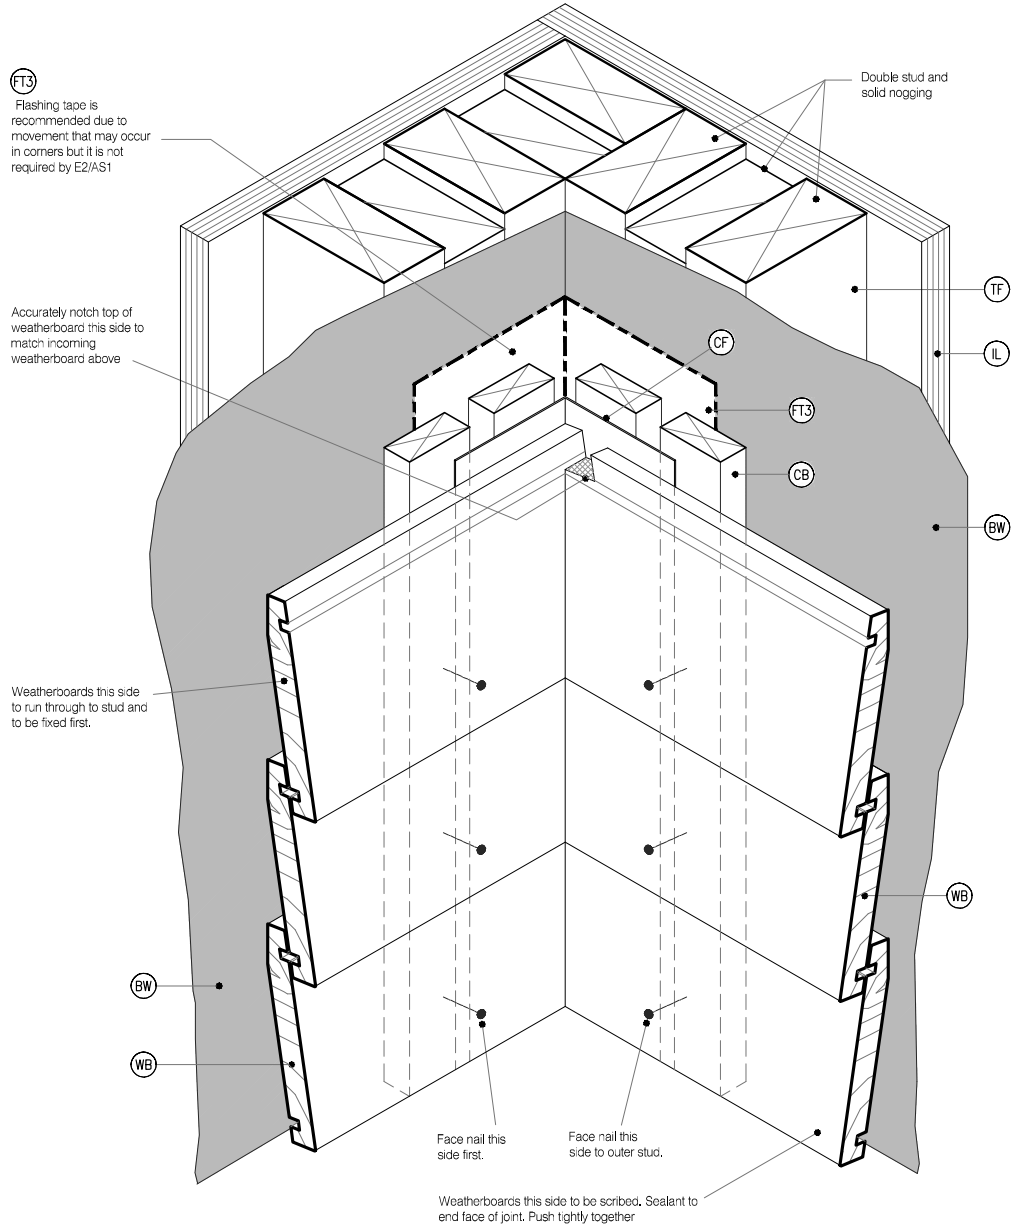 FT3
Flashing tape is
recommended due to
movement that may occur
in corners but it is not
required by E2/AS1
Double stud and
solid nogging
TF
Accurately notch top of
weatherboard this side to
match incoming
weatherboard above
CF
IL
FT3
CB
BW
Weatherboards this side
to run through to stud and
to be fixed first.
WB
BW
WB
Face nail this
side first.
Face nail this
side to outer stud.
Weatherboards this side to be scribed. Sealant to
end face of joint. Push tightly together